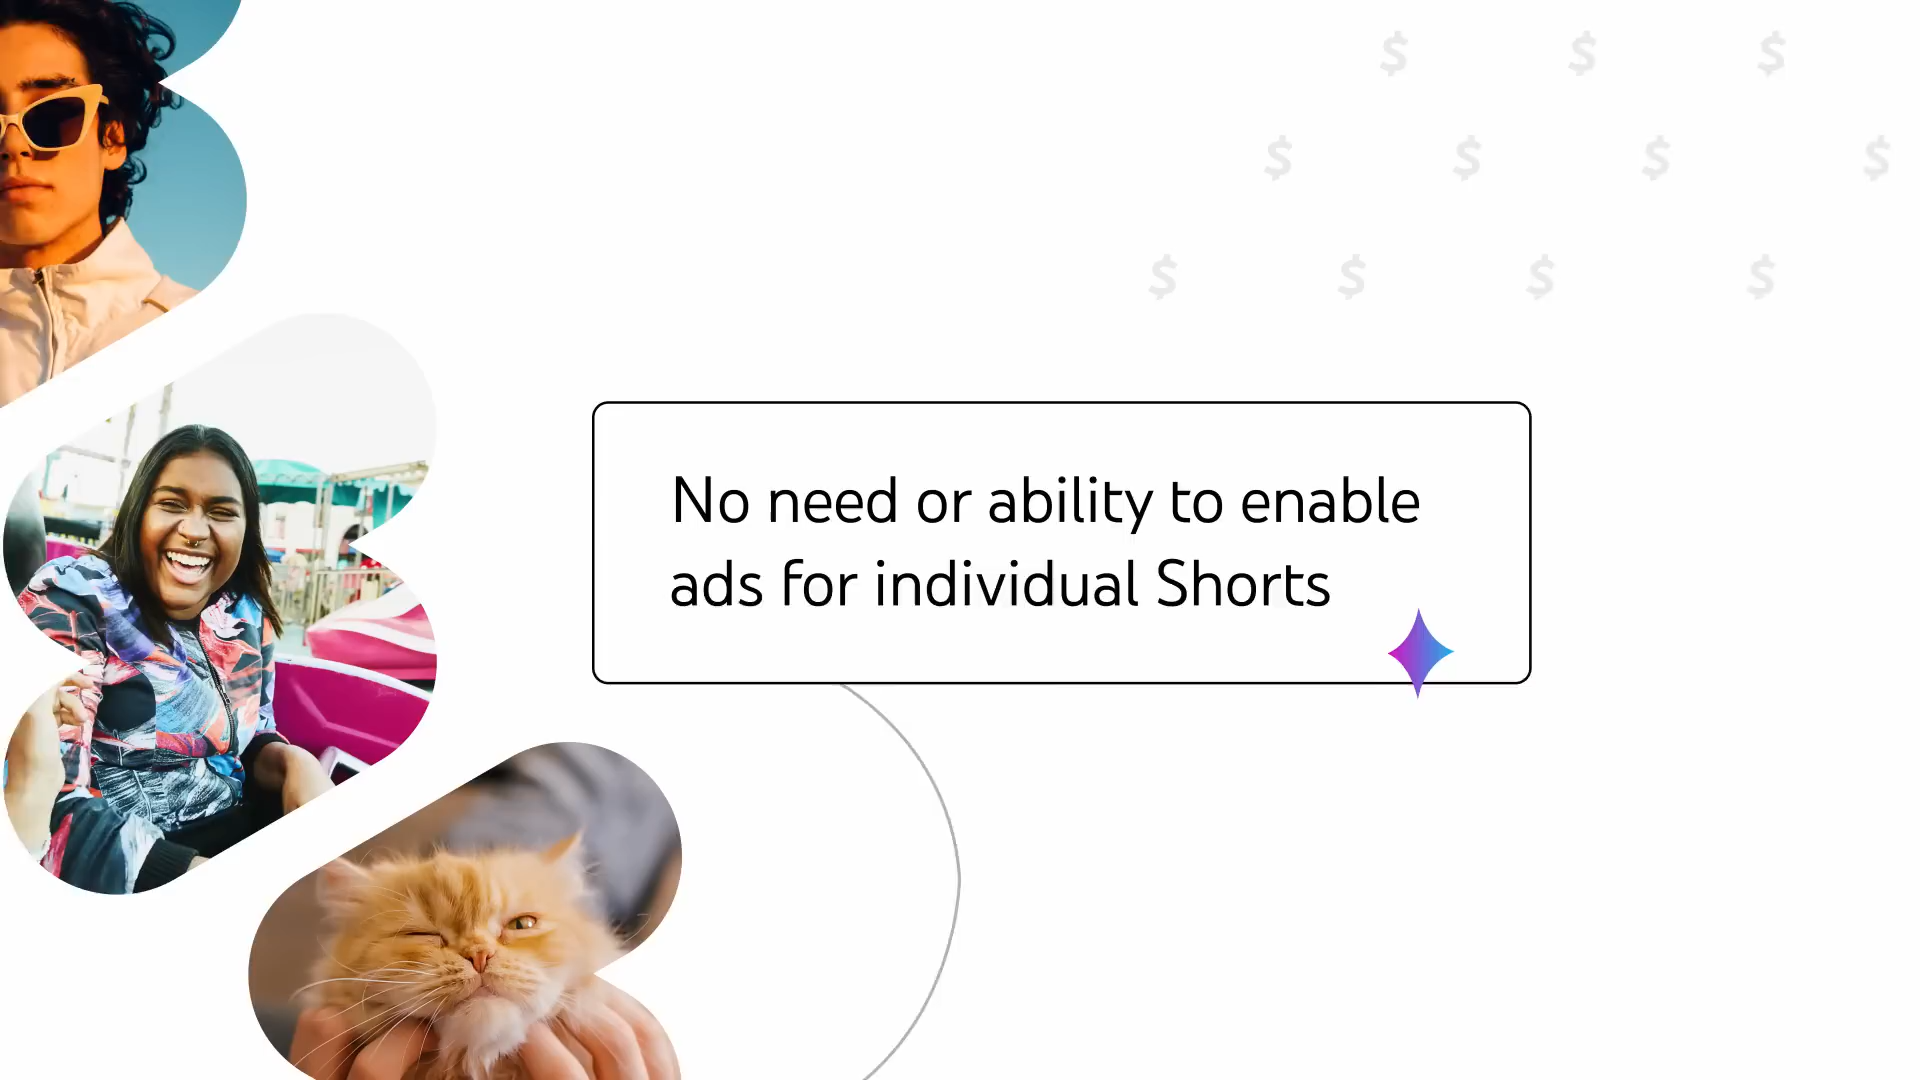 $ $ $
$ $ $ $
$ $ $ $
No need or ability to enable
ads for individual Shorts